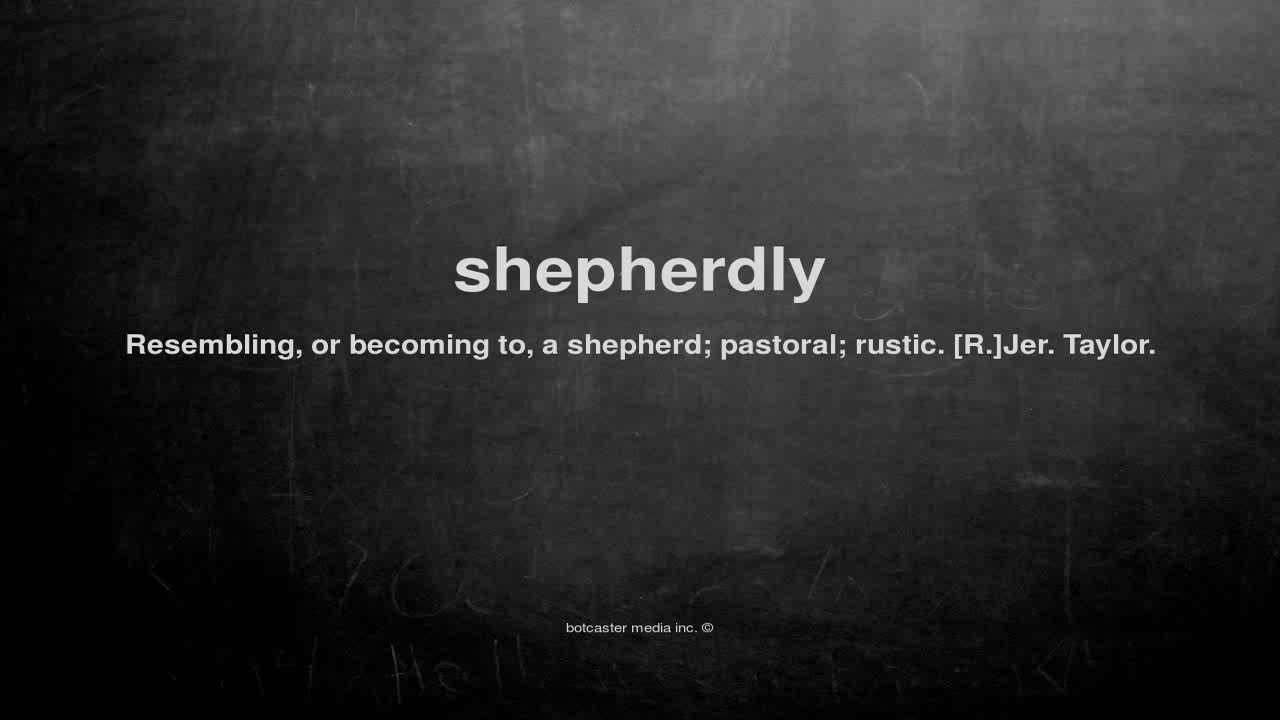 shepherdly
Resembling, or becoming to, a shepherd; pastoral; rustic. [R.]Jer. Taylor.
botcaster media inc. ©